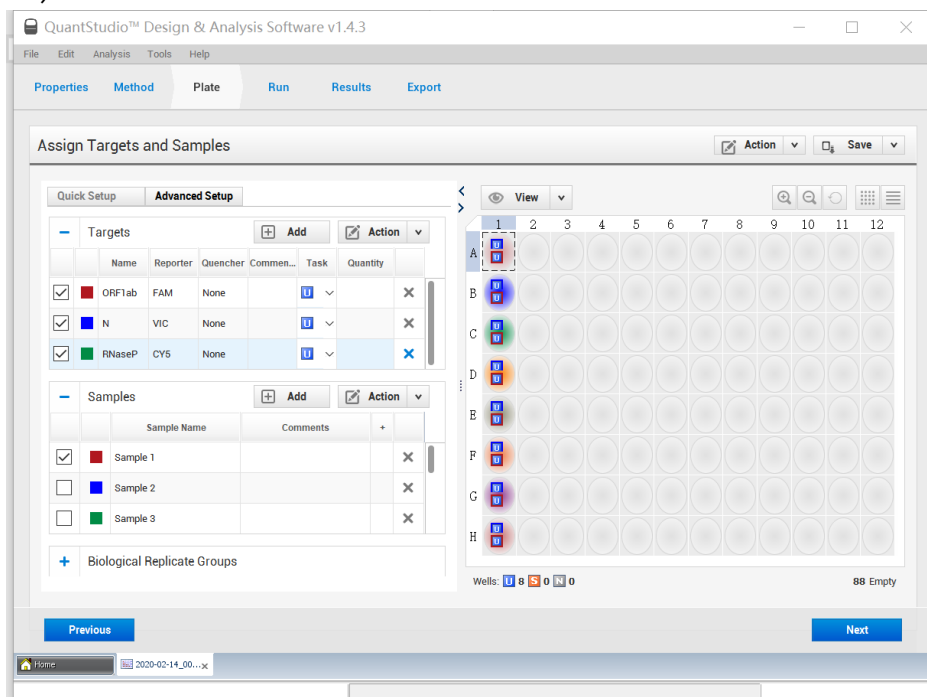 QuantStudio™ Design & Analysis Software v1.4.3
File Edit Analysis Tools Help
Properties Method Plate Run Results Export
Assign Targets and Samples
Action Save
Quick Setup Advanced Setup
View
Targets
Add Action
Name Reporter Quencher Commen... Task Quantity
ORF1ab FAM None U
N VIC None U
RNaseP CY5 None U
Samples
Add Action
Sample Name Comments +
Sample 1
Sample 2
Sample 3
Biological Replicate Groups
1 2 3 4 5 6 7 8 9 10 11 12
A U U
B U U
C U U
D U U
E U U
F U U
G U U
H U U
Wells: U 8 S 0 N 0
88 Empty
Previous
Next
Home
2020-02-14_00...